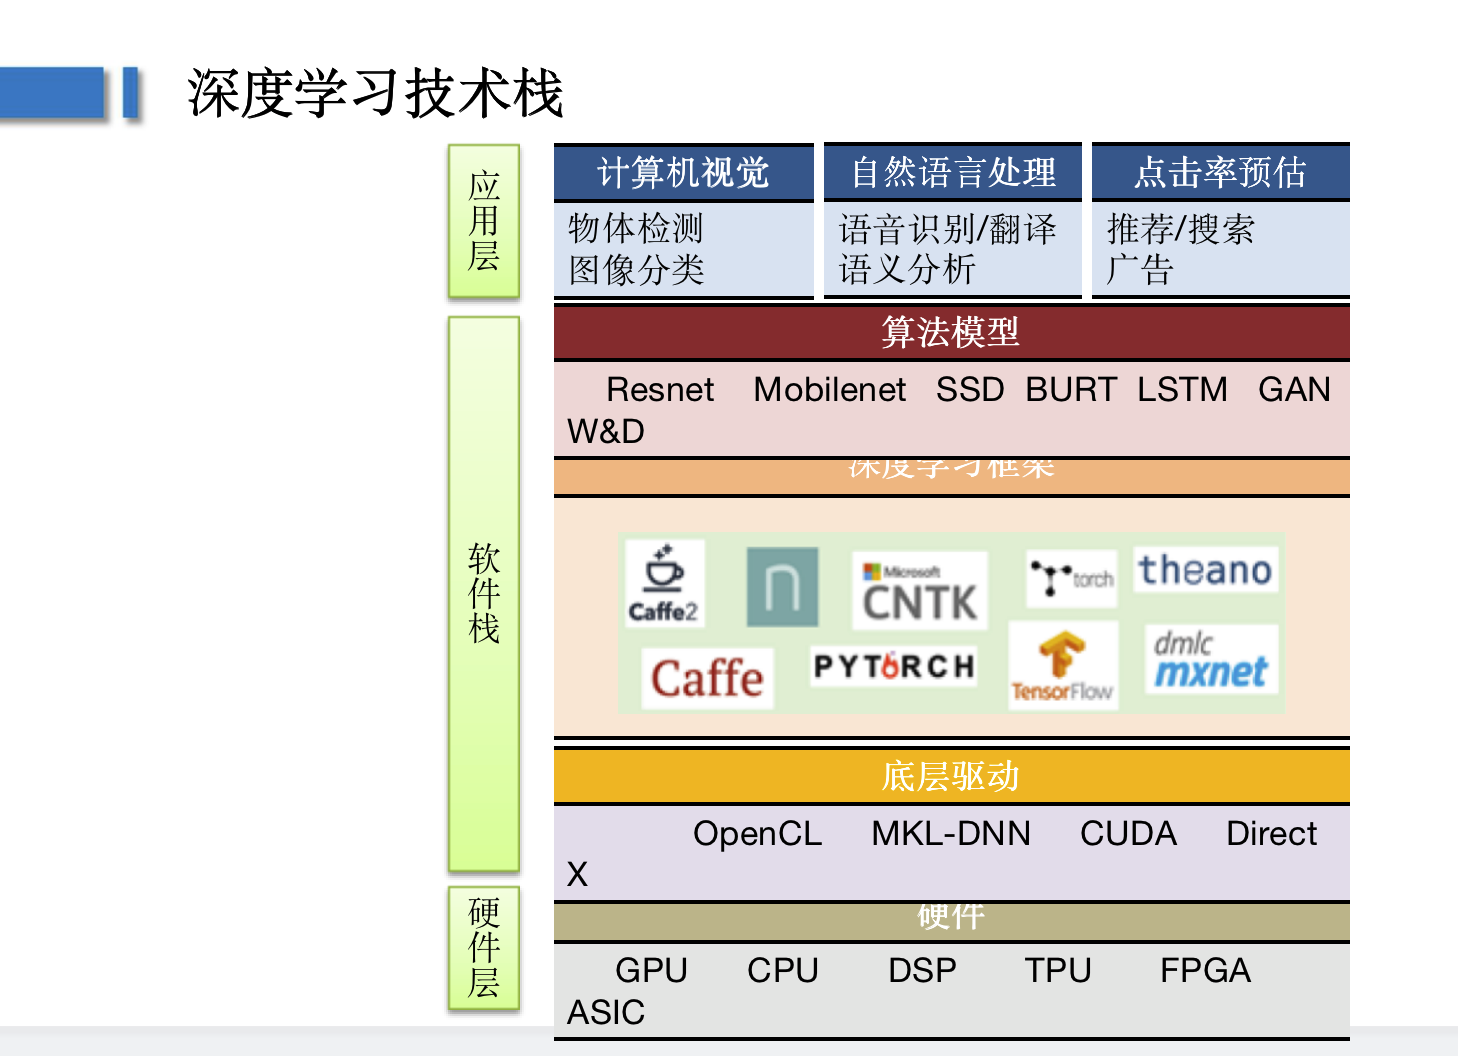 深度学习技术栈
应用层
计算机视觉
自然语言处理
点击率预估
物体检测
图像分类
语音识别/翻译
语义分析
推荐/搜索
广告
软件栈
算法模型
Resnet Mobilenet SSD BURT LSTM GAN
W&D
深度学习框架
Caffe2
n
Microsoft
CNTK
torch
theano
Caffe
PYTORCH
TensorFlow
dmlc
mxnet
底层驱动
OpenCL MKL-DNN CUDA Direct
X
硬件层
硬件
GPU CPU DSP TPU FPGA
ASIC